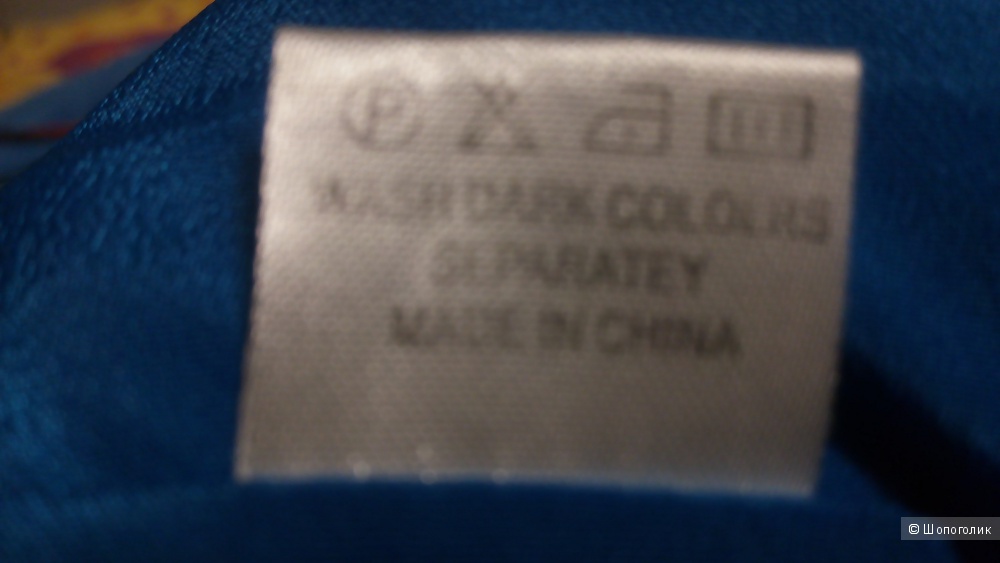 P
WASH DARK COLOURS
SEPARATEY
MADE IN CHINA
© Шопоголик